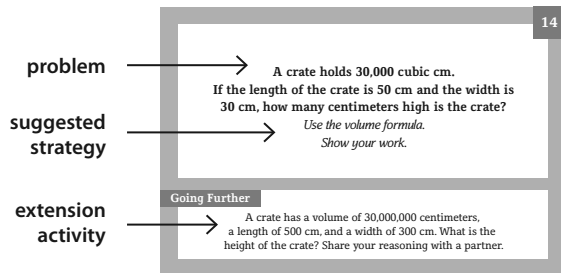 14
problem
A crate holds 30,000 cubic cm.
If the length of the crate is 50 cm and the width is
30 cm, how many centimeters high is the crate?
suggested
strategy
Use the volume formula.
Show your work.
Going Further
extension
activity
A crate has a volume of 30,000,000 centimeters,
a length of 500 cm, and a width of 300 cm. What is the
height of the crate? Share your reasoning with a partner.